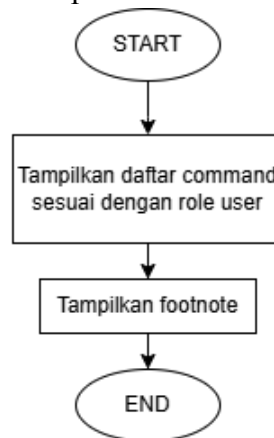 START
Tampilkan daftar command
sesuai dengan role user
Tampilkan footnote
END